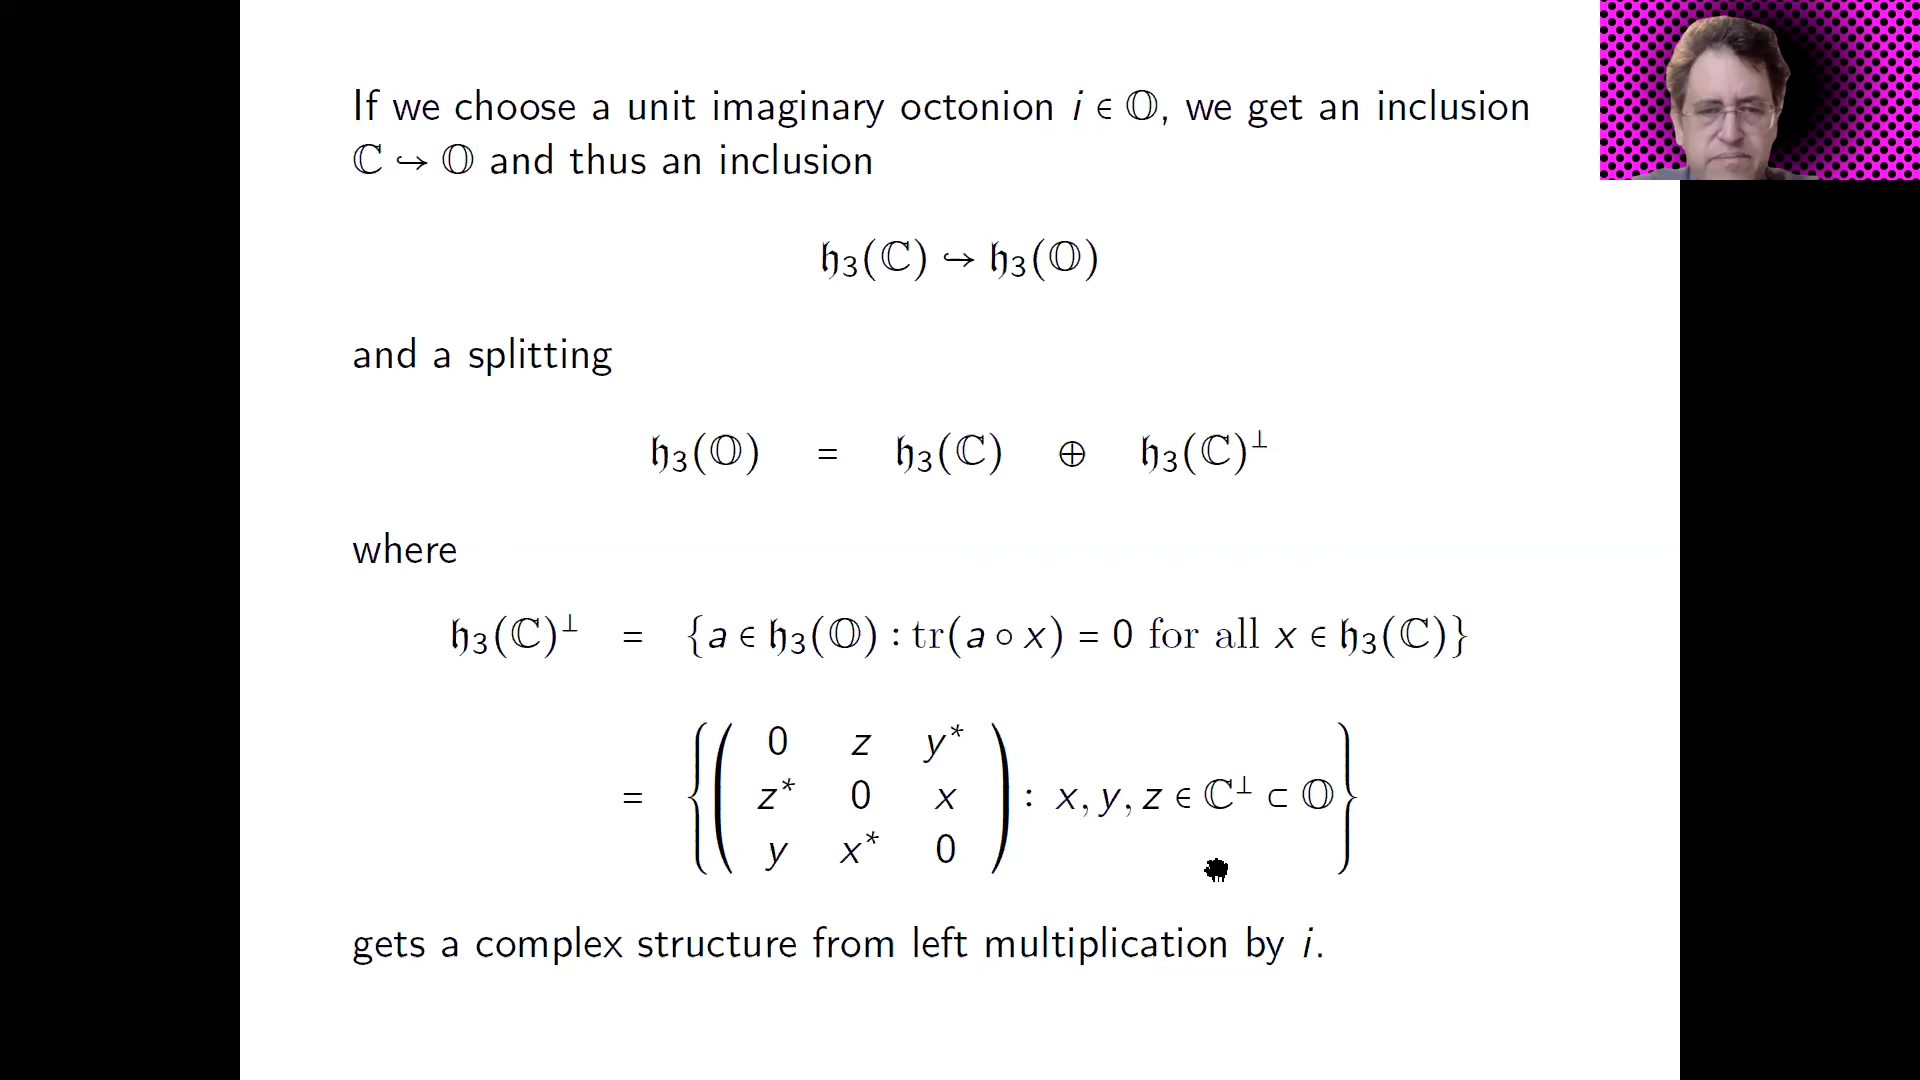 If we choose a unit imaginary octonion i ∈ 𝕆, we get an inclusion
ℂ ↪ 𝕆 and thus an inclusion
𝔥₃(ℂ) ↪ 𝔥₃(𝕆)
and a splitting
𝔥₃(𝕆) = 𝔥₃(ℂ) ⊕ 𝔥₃(ℂ)^⊥
where
𝔥₃(ℂ)^⊥ = {a ∈ 𝔥₃(𝕆) : tr(a ∘ x) = 0 for all x ∈ 𝔥₃(ℂ)}
0 z y*
= { ( z* 0 x ) : x, y, z ∈ ℂ^⊥ ⊂ 𝕆 }
y x* 0
gets a complex structure from left multiplication by i.